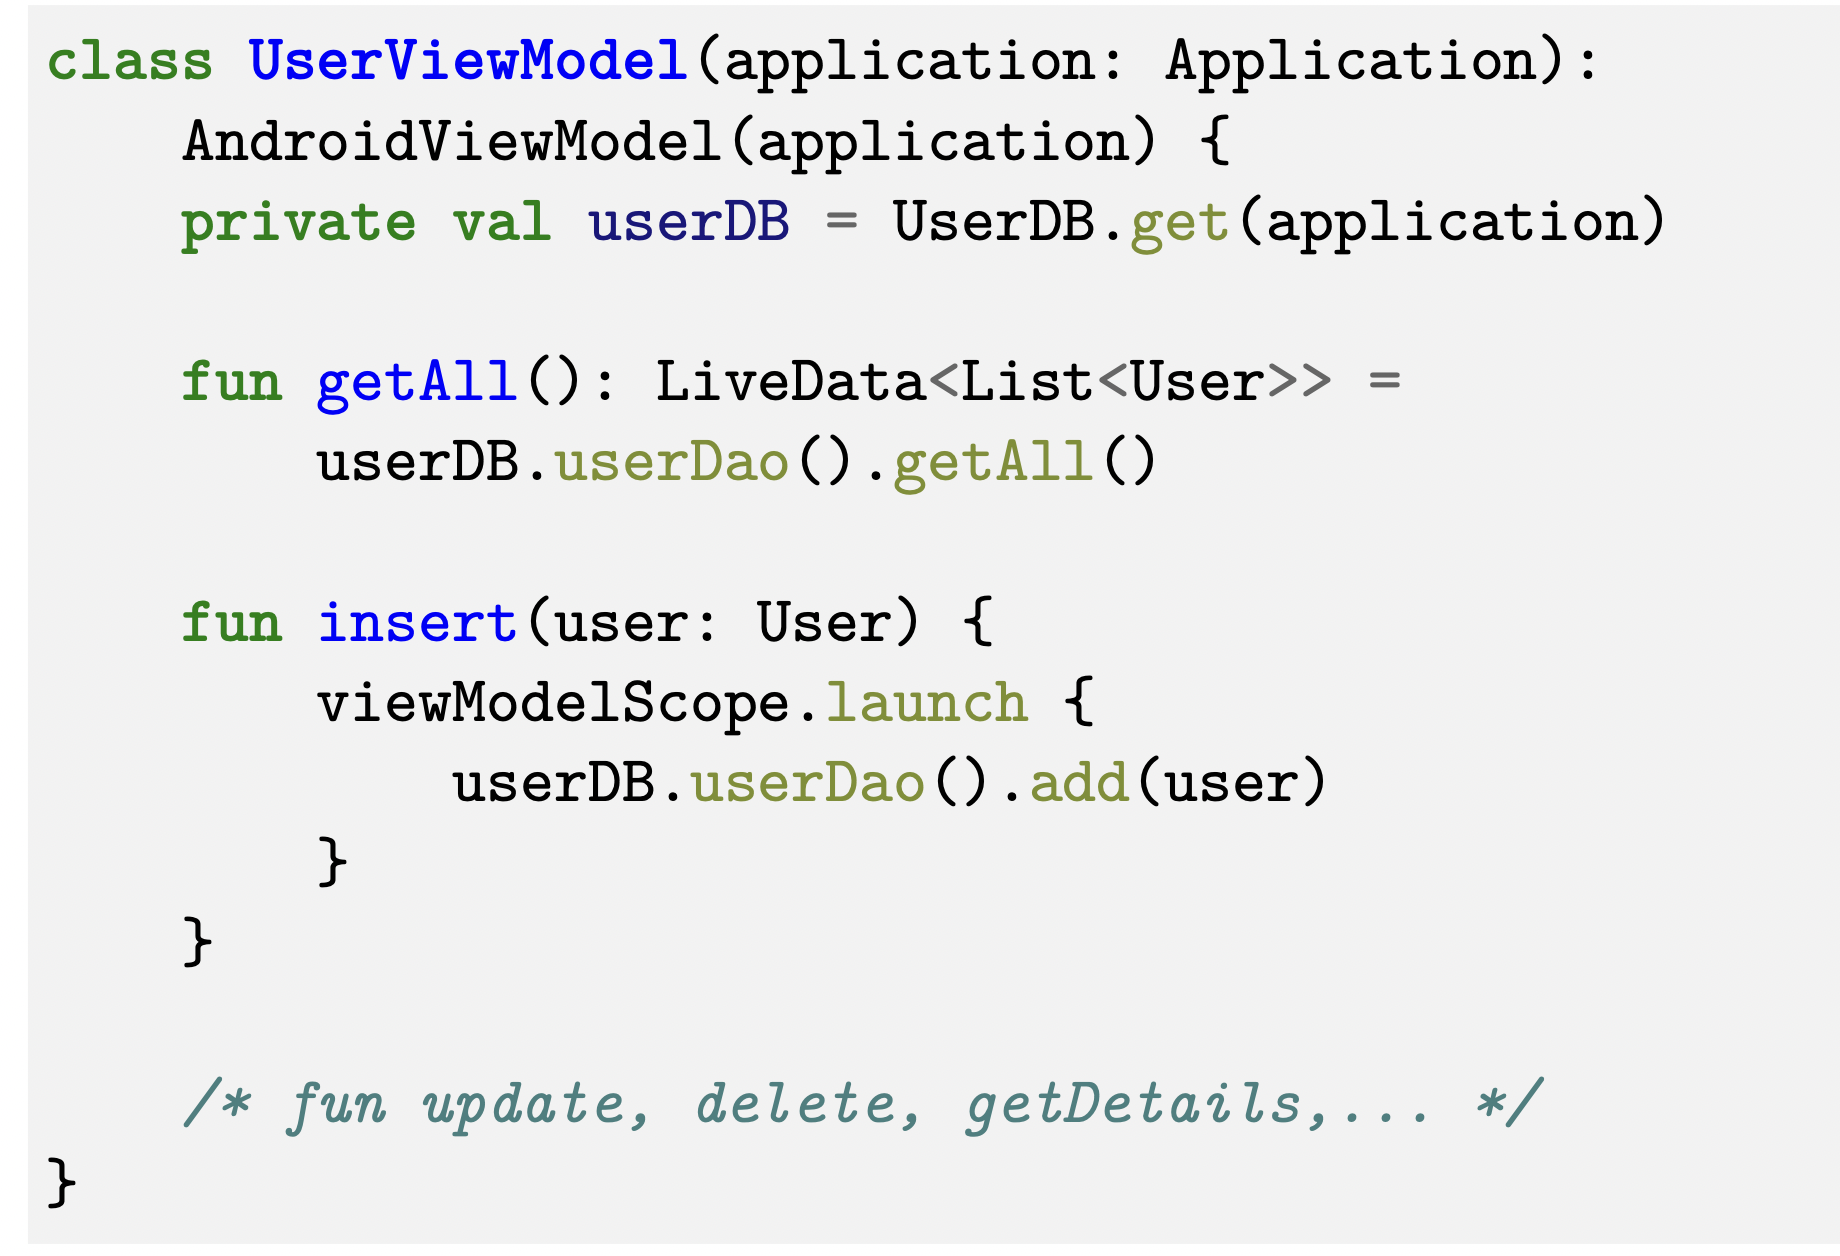 class UserViewModel(application: Application):
    AndroidViewModel(application) {
    private val userDB = UserDB.get(application)

    fun getAll(): LiveData<List<User>> =
        userDB.userDao().getAll()

    fun insert(user: User) {
        viewModelScope.launch {
            userDB.userDao().add(user)
        }
    }

    /* fun update, delete, getDetails,... */
}